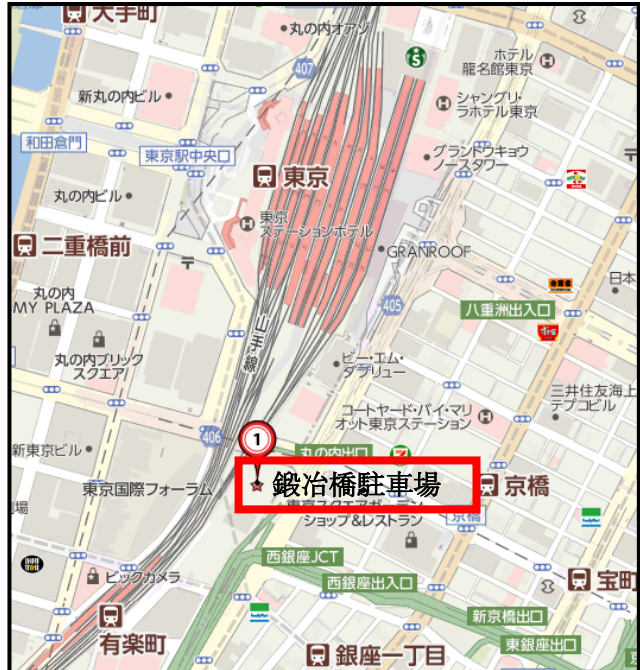 大手町
丸の内オアゾ
407
ホテル
龍名館東京
新丸の内ビル
シャングリ・
ラホテル東京
和田倉門
東京駅中央口
グランドウキョウ
ノースタワー
東京
丸の内ビル
東京
ステーションホテル
二重橋前
GRANROOF
日本
丸の内
MY PLAZA
405
八重洲出入口
山手線
丸の内ブリック
スクエア
ビー・エム・
ダブリュー
三井住友海上
テプコビル
コートヤード・バイ・マリ
オット東京ステーション
406
1
丸の内出口
新東京ビル
鍛冶橋駐車場
京橋
東京国際フォーラム
東京スクエアガーデン
ショップ&レストラン
京橋
場
西銀座JCT
ビックカメラ
西銀座出入口
宝町
新京橋出口
有楽町
東銀座出口
銀座一丁目